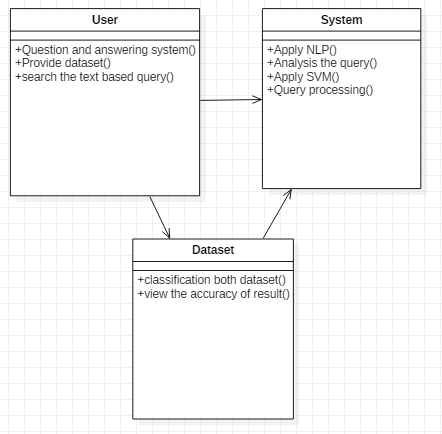 User
+Question and answering system()
+Provide dataset()
+search the text based query()
System
+Apply NLP()
+Analysis the query()
+Apply SVM()
+Query processing()
Dataset
+classification both dataset()
+view the accuracy of result()